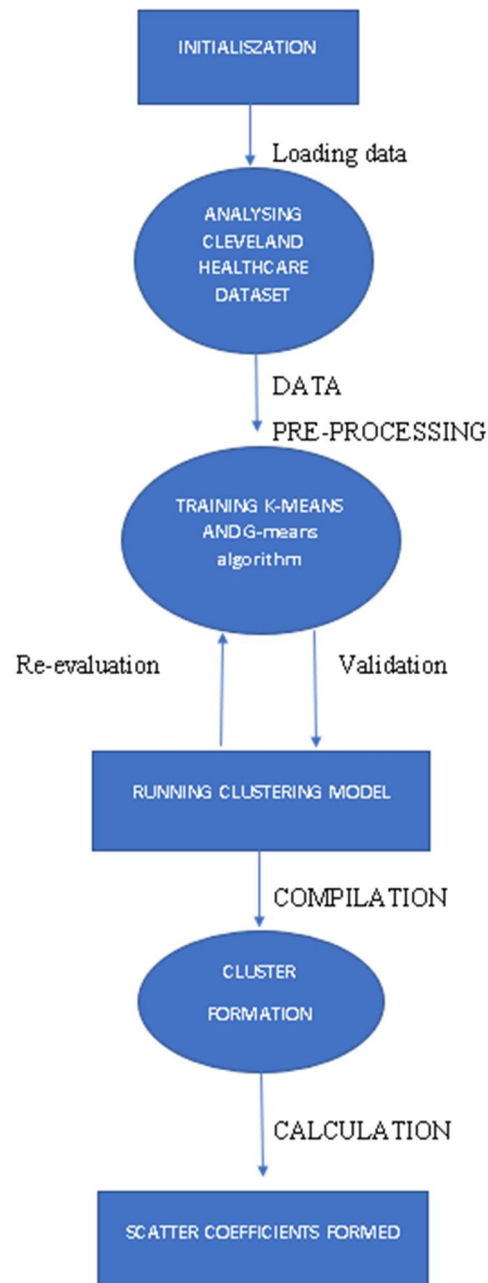 INITIALISZATION
Loading data
ANALYSING
CLEVELAND
HEALTHCARE
DATASET
DATA
PRE-PROCESSING
TRAINING K-MEANS
ANDG-means
algorithm
Re-evaluation
Validation
RUNNING CLUSTERING MODEL
COMPILATION
CLUSTER
FORMATION
CALCULATION
SCATTER COEFFICIENTS FORMED